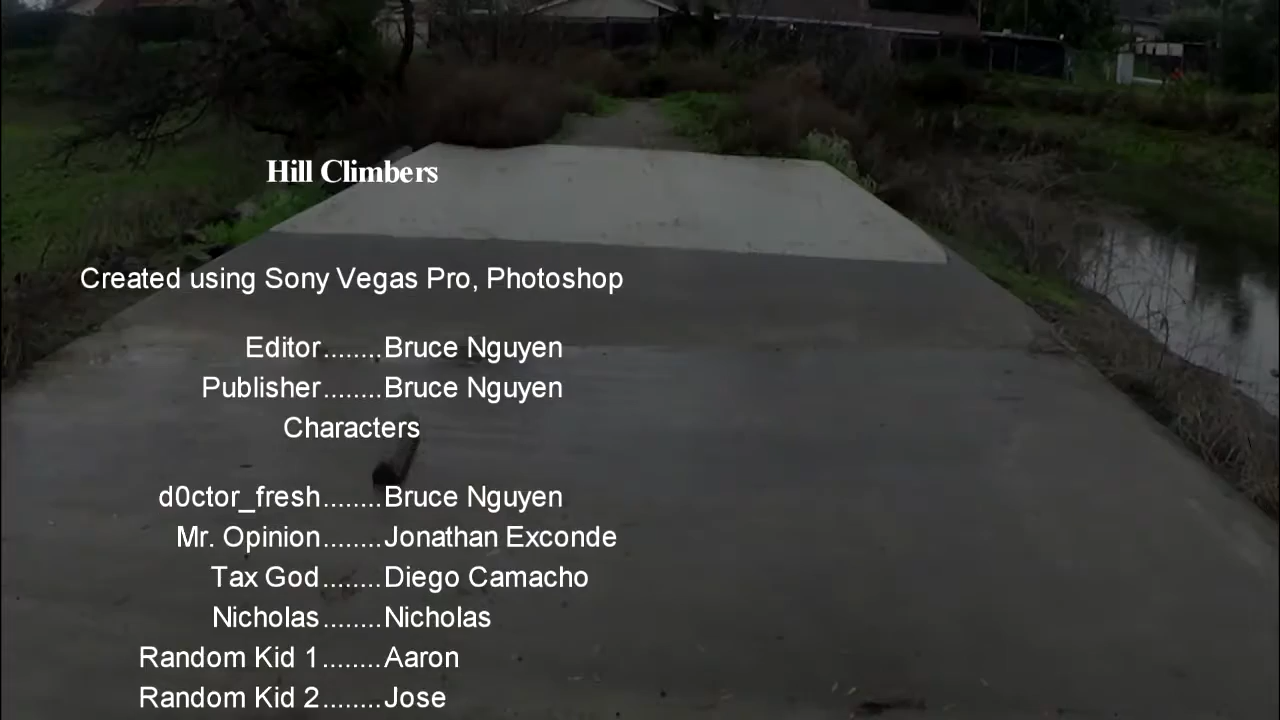 Hill Climbers
Created using Sony Vegas Pro, Photoshop
Editor........Bruce Nguyen
Publisher........Bruce Nguyen
Characters
d0ctor_fresh........Bruce Nguyen
Mr. Opinion........Jonathan Exconde
Tax God........Diego Camacho
Nicholas........Nicholas
Random Kid 1........Aaron
Random Kid 2........Jose